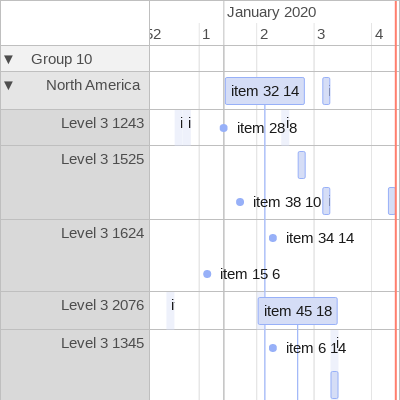 January 2020
52 1 2 3 4
▼ Group 10
▼ North America item 32 14 i
Level 3 1243 i i item 28 8 i
Level 3 1525
item 38 10 i
Level 3 1624 item 34 14
item 15 6
Level 3 2076 i item 45 18
Level 3 1345 item 6 14 i